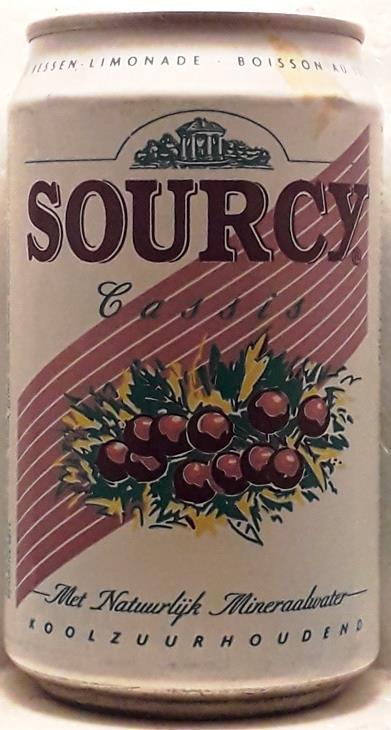 BESSEN-LIMONADE · BOISSON AU
SOURCY
Cassis
Met Natuurlijk Mineraalwater
KOOLZUURHOUDEND